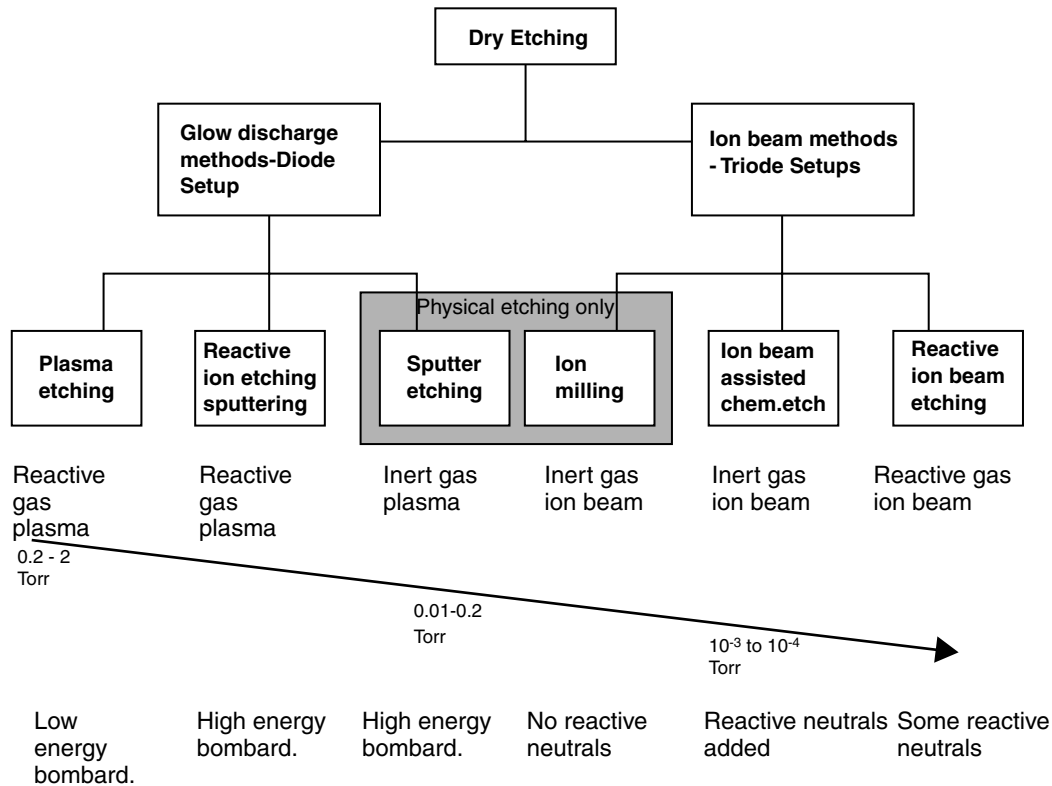 Dry Etching
Glow discharge
methods-Diode
Setup
Ion beam methods
- Triode Setups
Physical etching only
Plasma
etching
Reactive
ion etching
sputtering
Sputter
etching
Ion
milling
Ion beam
assisted
chem.etch
Reactive
ion beam
etching
Reactive
gas
plasma
Reactive
gas
plasma
Inert gas
plasma
Inert gas
ion beam
Inert gas
ion beam
Reactive gas
ion beam
0.2 - 2
Torr
0.01-0.2
Torr
10⁻³ to 10⁻⁴
Torr
Low
energy
bombard.
High energy
bombard.
High energy
bombard.
No reactive
neutrals
Reactive neutrals
added
Some reactive
neutrals